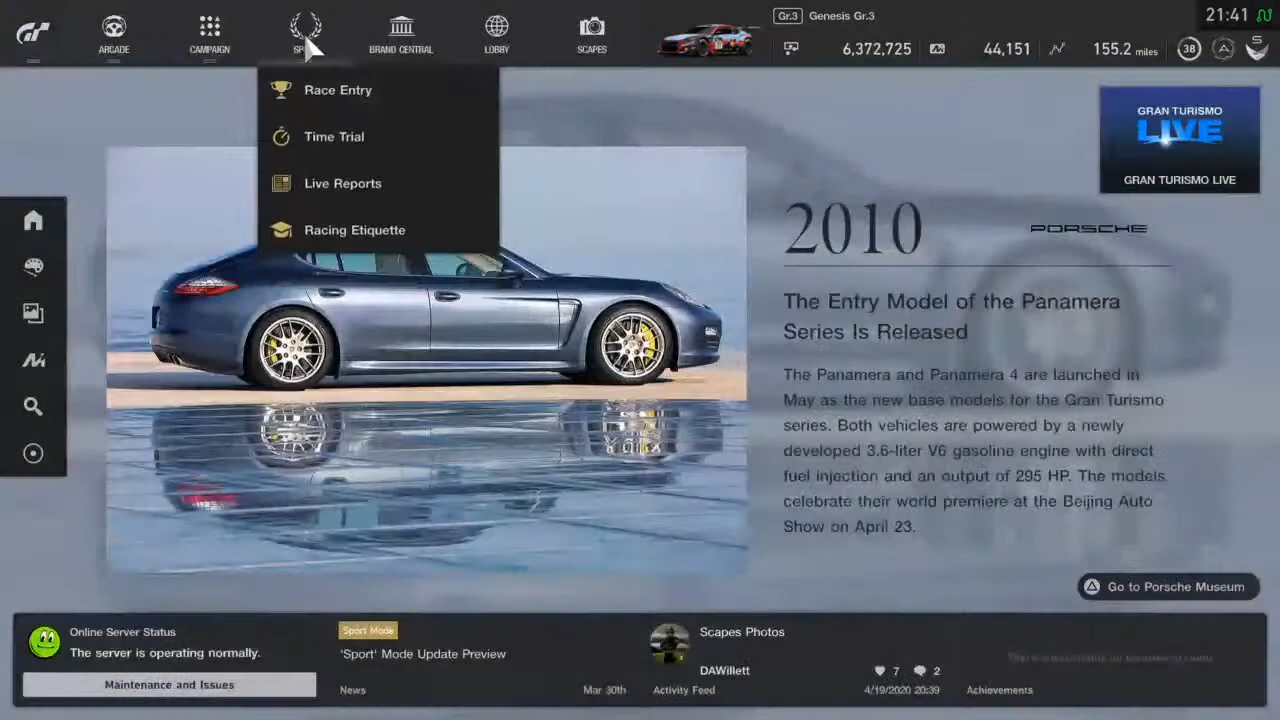 GT
ARCADE
CAMPAIGN
BRAND CENTRAL
LOBBY
SCAPES
Gr.3 Genesis Gr.3
6,372,725
44,151
155.2 miles
38
S
21:41
Race Entry
Time Trial
Live Reports
Racing Etiquette
GRAN TURISMO
LIVE
GRAN TURISMO LIVE
2010
PORSCHE
The Entry Model of the Panamera
Series Is Released
The Panamera and Panamera 4 are launched in
May as the new base models for the Gran Turismo
series. Both vehicles are powered by a newly
developed 3.6-liter V6 gasoline engine with direct
fuel injection and an output of 295 HP. The models
celebrate their world premiere at the Beijing Auto
Show on April 23.
Go to Porsche Museum
Online Server Status
The server is operating normally.
Maintenance and Issues
Sport Mode
'Sport' Mode Update Preview
News
Mar 30th
Scapes Photos
DAWillett
7
2
Activity Feed
4/19/2020 20:39
Achievements